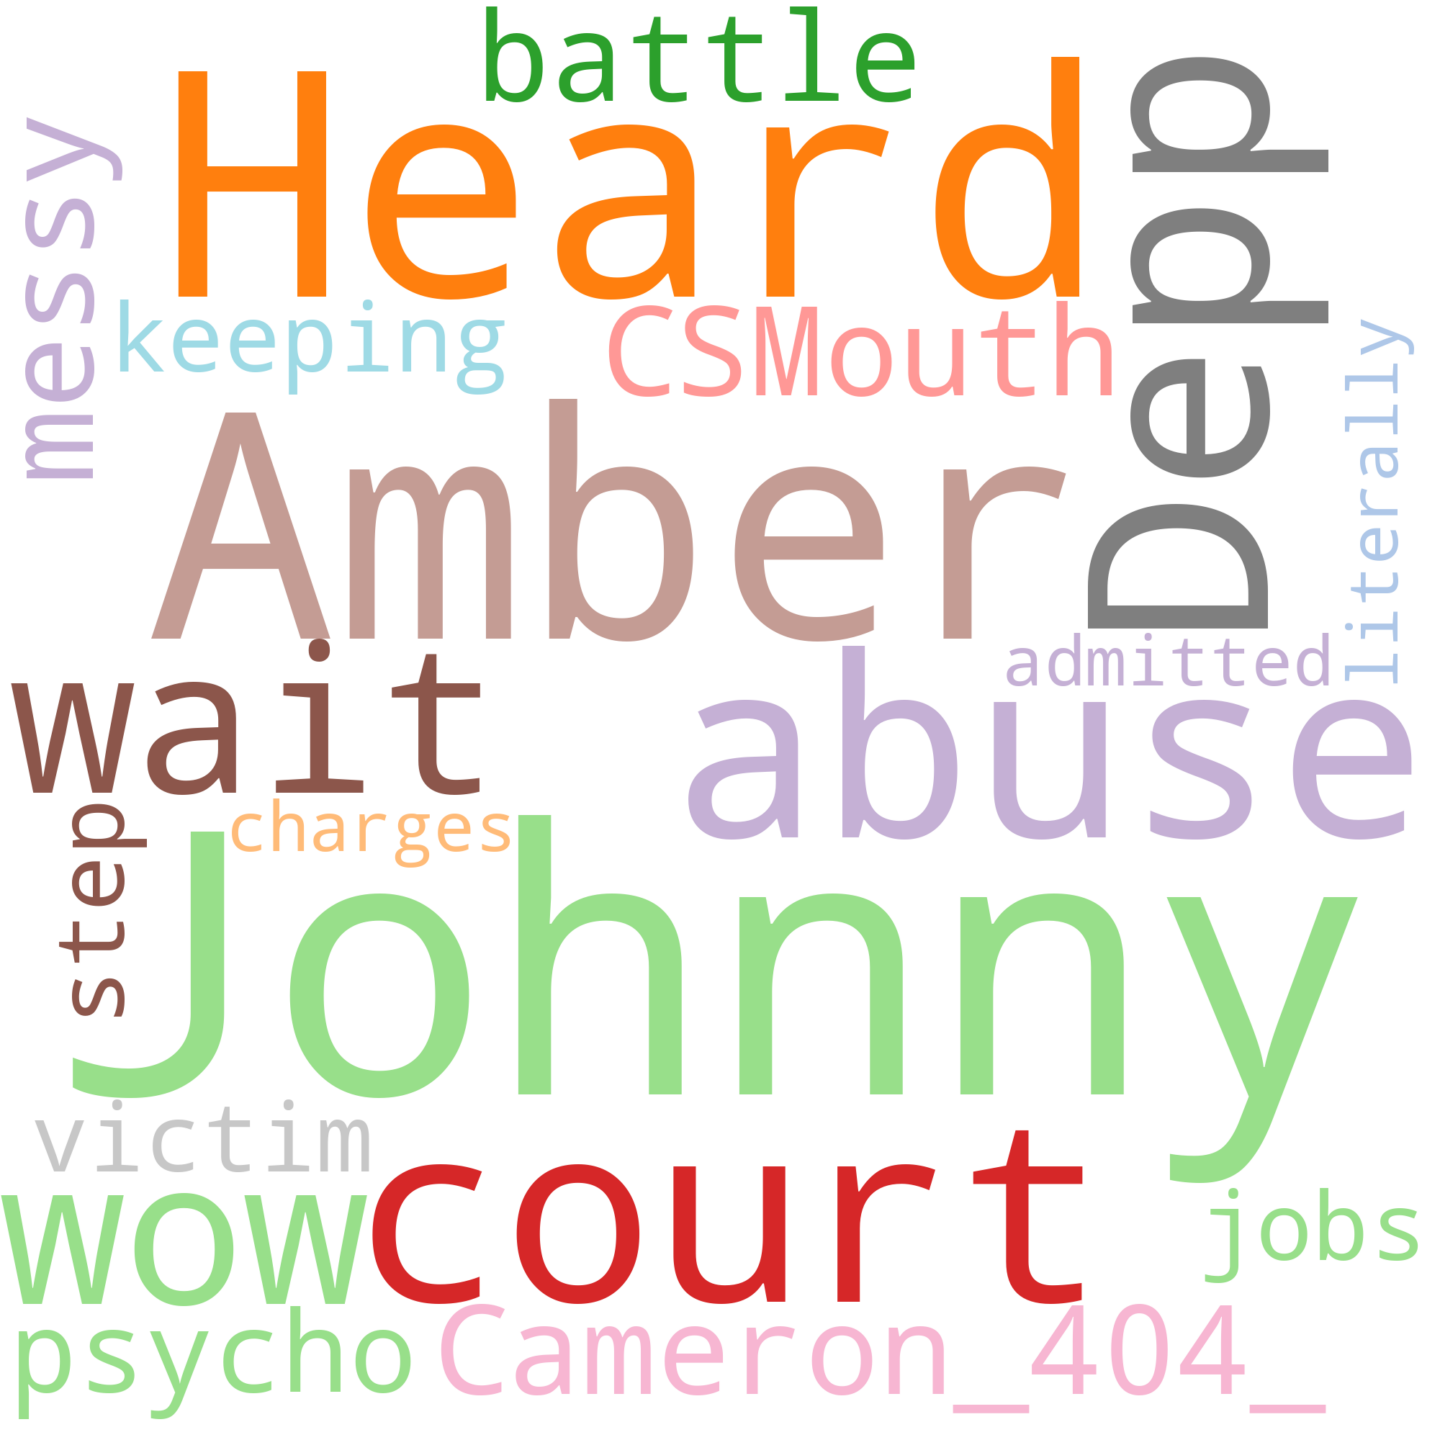 battle
Heard
Depp
messy
keeping
CSMouth
literally
Amber
admitted
wait
abuse
charges
step
Johnny
victim
court
wow
jobs
psycho
Cameron_404_